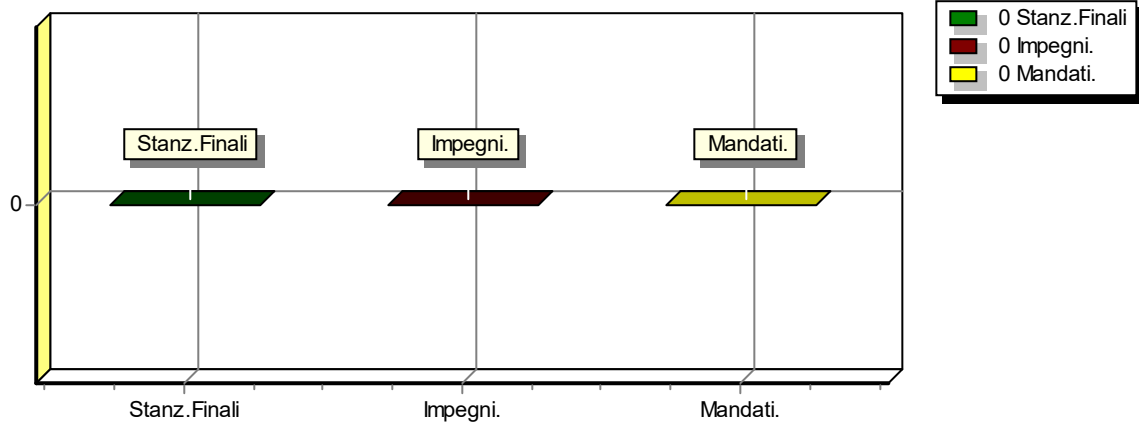 0 Stanz.Finali
0 Impegni.
0 Mandati.
Stanz.Finali
Impegni.
Mandati.
0
Stanz.Finali
Impegni.
Mandati.